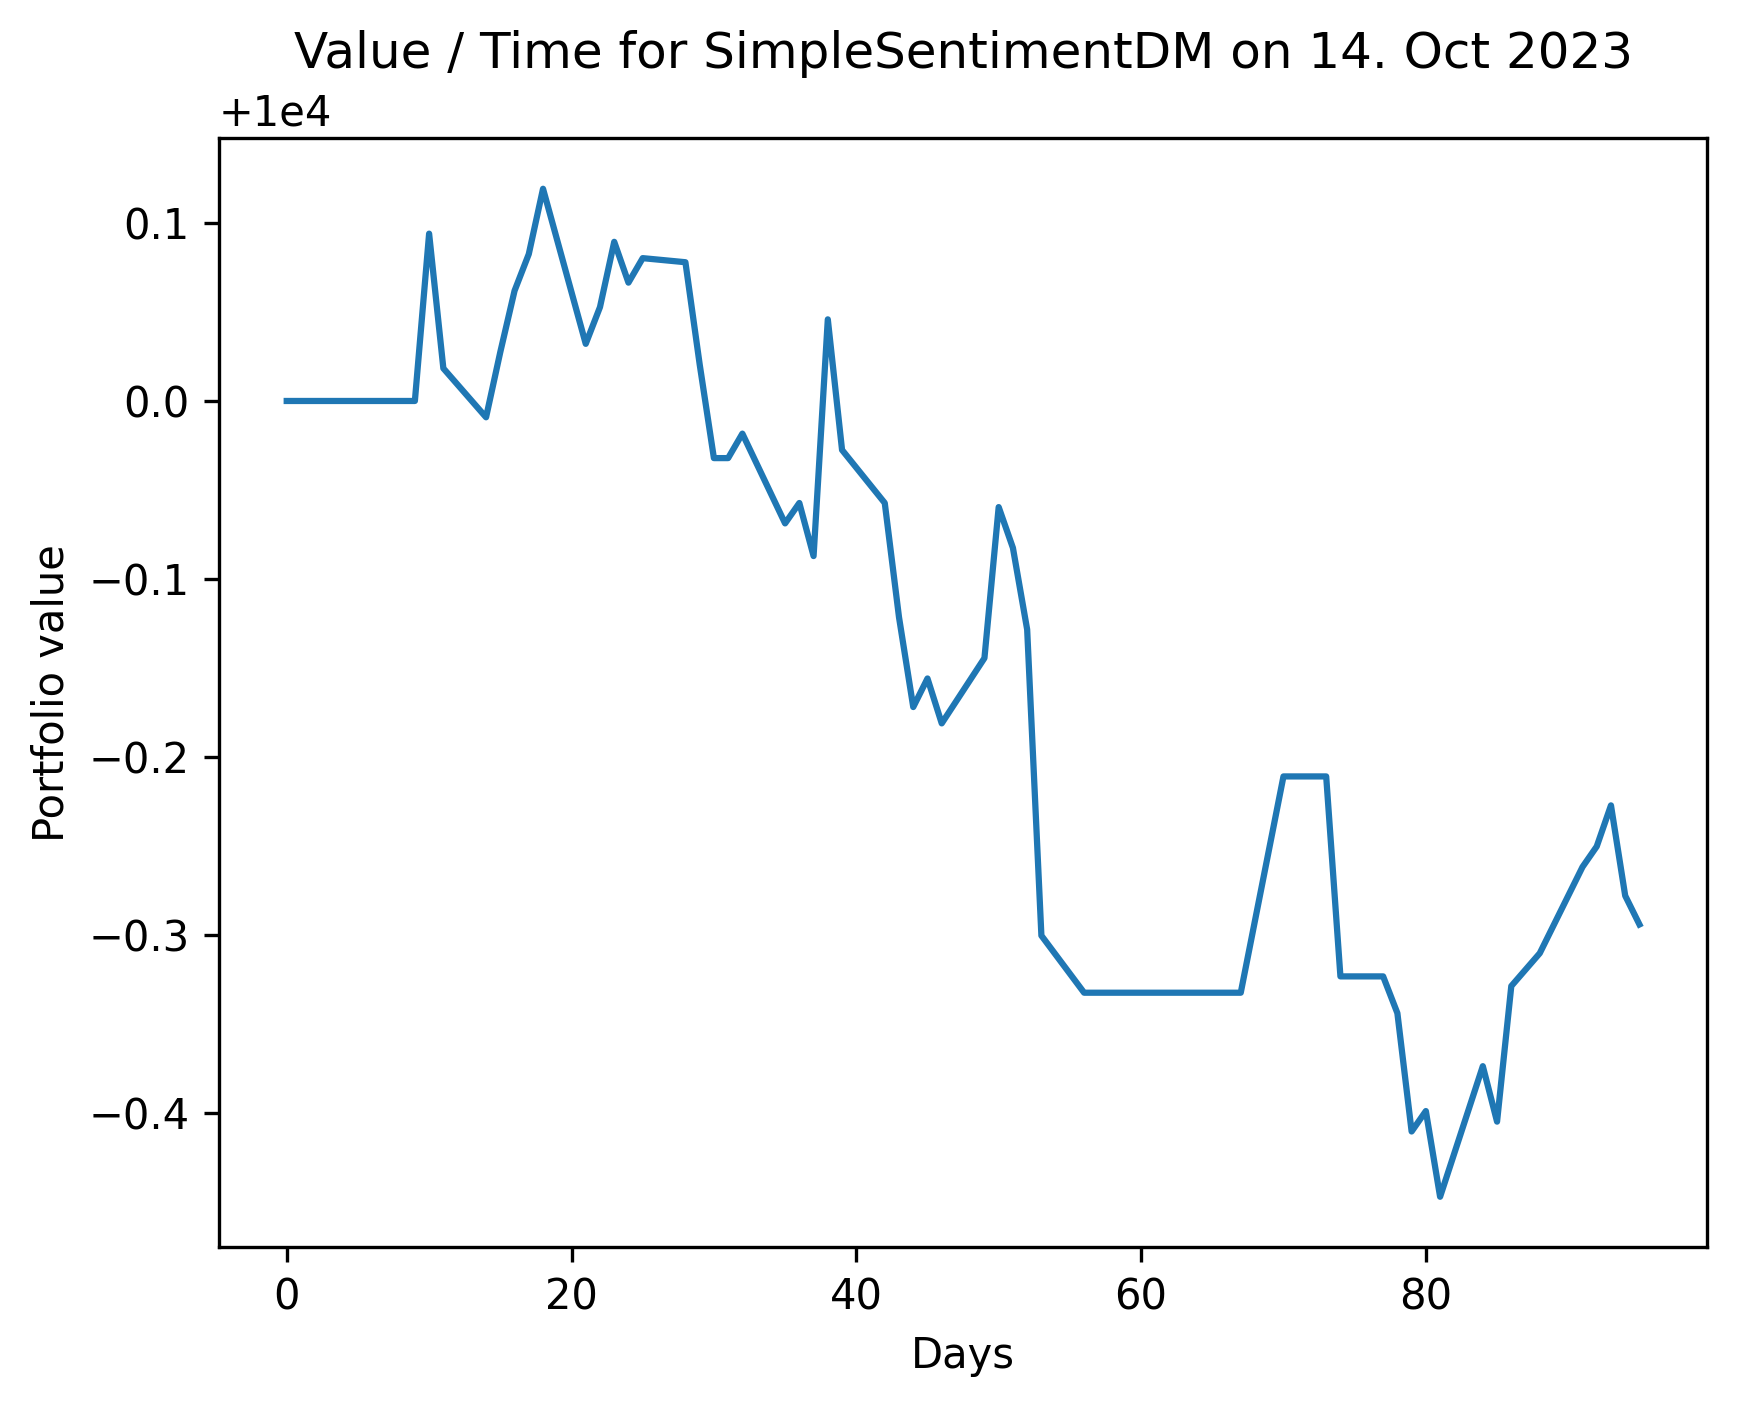 Value / Time for SimpleSentimentDM on 14. Oct 2023
+1e4
0.1
0.0
−0.1
−0.2
−0.3
−0.4
Portfolio value
0 20 40 60 80
Days